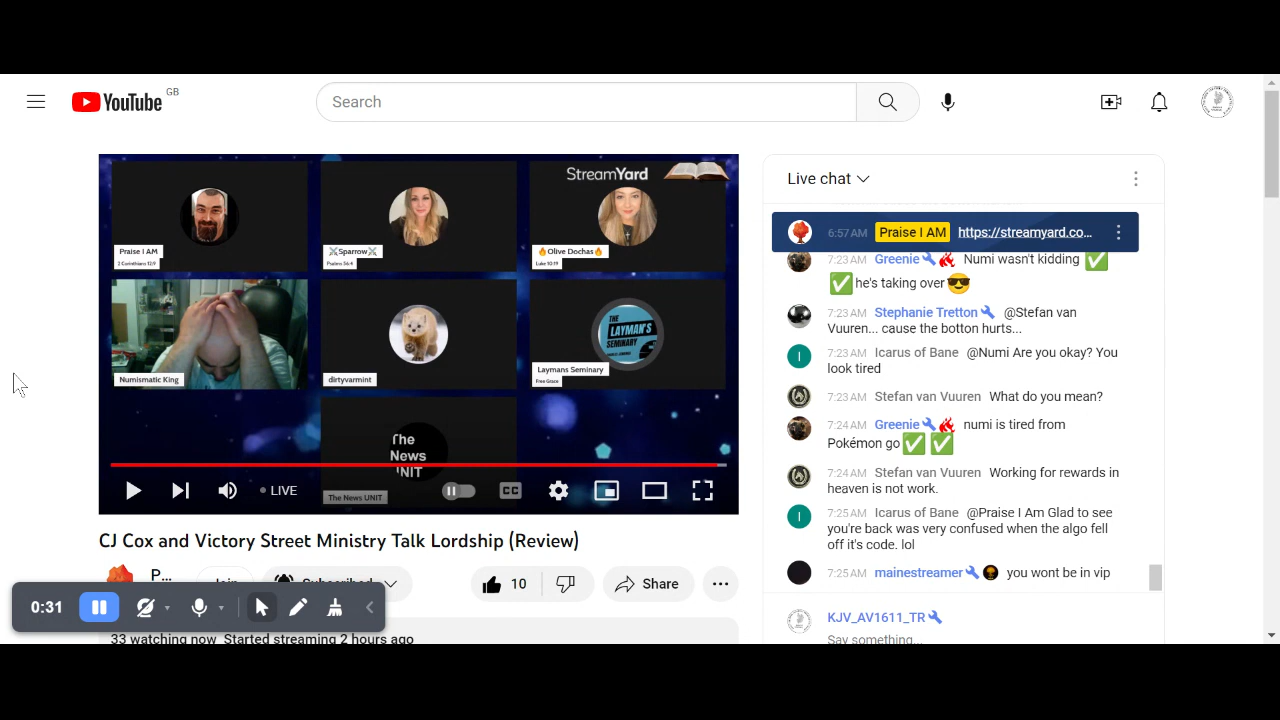 YouTube GB
Search
StreamYard
Praise I AM
2 Corinthians 12:9
⚔Sparrow⚔
Psalms 56:4
🔥Olive Dochas🔥
Luke 10:19
Numismatic King
dirtyvarmint
THE
LAYMAN'S
SEMINARY
Laymans Seminary
Free Grace
The
News
UNIT
The News UNIT
LIVE
CC
CJ Cox and Victory Street Ministry Talk Lordship (Review)
P...
Join
Subscribed
10
Share
0:31
33 watching now Started streaming 2 hours ago
Live chat
6:57 AM Praise I AM https://streamyard.co...
7:23 AM Greenie Numi wasn't kidding ✅
✅ he's taking over 😎
7:23 AM Stephanie Tretton @Stefan van
Vuuren... cause the botton hurts...
7:23 AM Icarus of Bane @Numi Are you okay? You
look tired
7:23 AM Stefan van Vuuren What do you mean?
7:24 AM Greenie numi is tired from
Pokémon go ✅ ✅
7:24 AM Stefan van Vuuren Working for rewards in
heaven is not work.
7:25 AM Icarus of Bane @Praise I Am Glad to see
you're back was very confused when the algo fell
off it's code. lol
7:25 AM mainestreamer you wont be in vip
KJV_AV1611_TR
Say something...